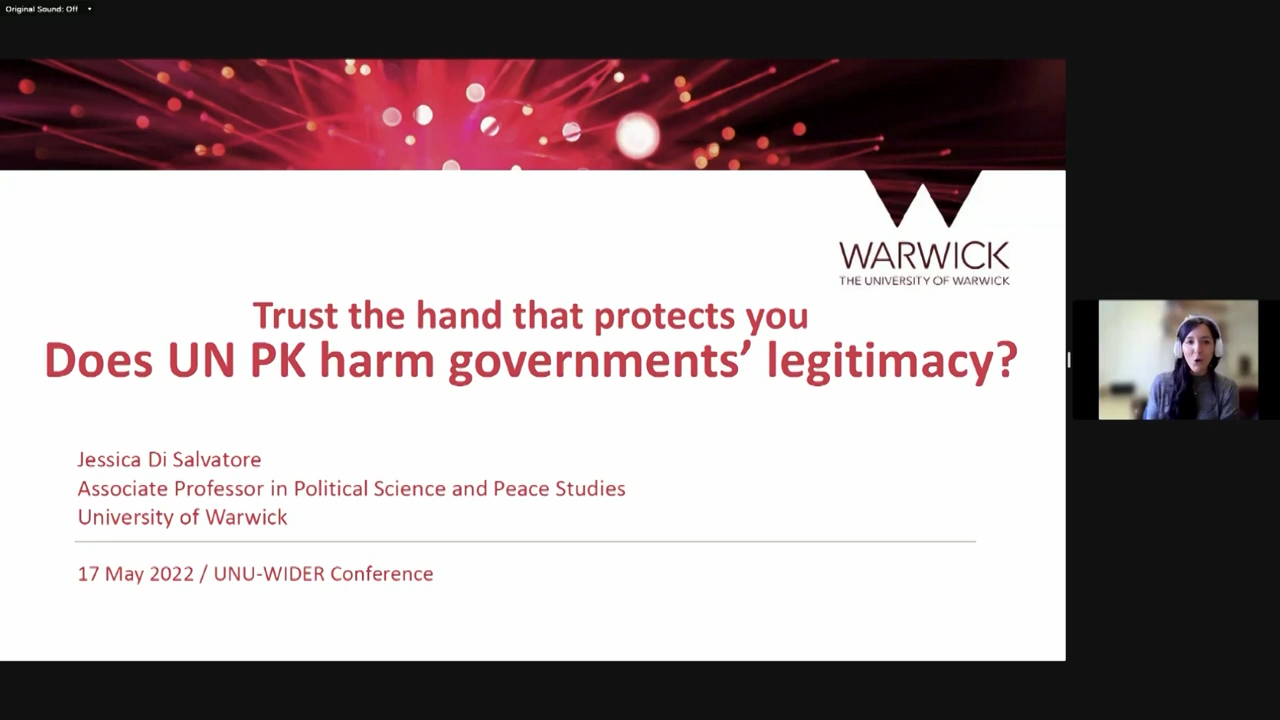 Original Sound: Off
WARWICK
THE UNIVERSITY OF WARWICK
Trust the hand that protects you
Does UN PK harm governments’ legitimacy?
Jessica Di Salvatore
Associate Professor in Political Science and Peace Studies
University of Warwick
17 May 2022 / UNU-WIDER Conference